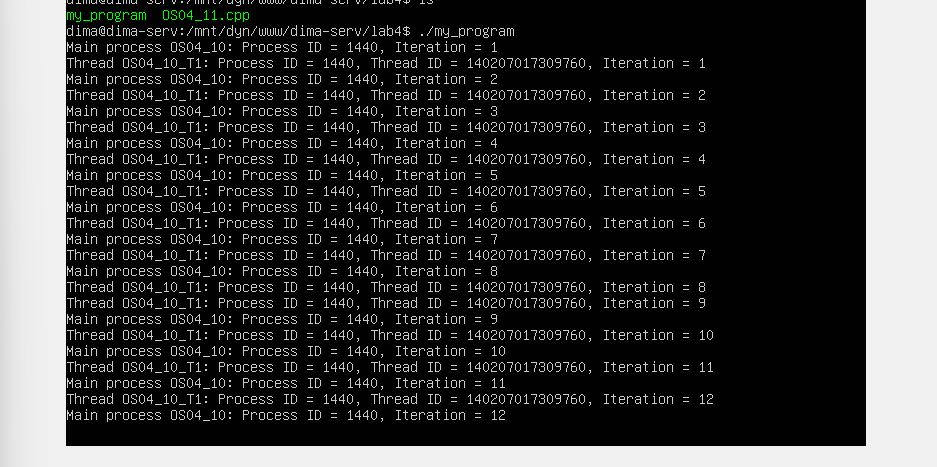 dima@dima-serv:/mnt/dyn/www/dima-serv/lab4$ ls
my_program  OS04_11.cpp
dima@dima-serv:/mnt/dyn/www/dima-serv/lab4$ ./my_program
Main process OS04_10: Process ID = 1440, Iteration = 1
Thread OS04_10_T1: Process ID = 1440, Thread ID = 140207017309760, Iteration = 1
Main process OS04_10: Process ID = 1440, Iteration = 2
Thread OS04_10_T1: Process ID = 1440, Thread ID = 140207017309760, Iteration = 2
Main process OS04_10: Process ID = 1440, Iteration = 3
Thread OS04_10_T1: Process ID = 1440, Thread ID = 140207017309760, Iteration = 3
Main process OS04_10: Process ID = 1440, Iteration = 4
Thread OS04_10_T1: Process ID = 1440, Thread ID = 140207017309760, Iteration = 4
Main process OS04_10: Process ID = 1440, Iteration = 5
Thread OS04_10_T1: Process ID = 1440, Thread ID = 140207017309760, Iteration = 5
Main process OS04_10: Process ID = 1440, Iteration = 6
Thread OS04_10_T1: Process ID = 1440, Thread ID = 140207017309760, Iteration = 6
Main process OS04_10: Process ID = 1440, Iteration = 7
Thread OS04_10_T1: Process ID = 1440, Thread ID = 140207017309760, Iteration = 7
Main process OS04_10: Process ID = 1440, Iteration = 8
Thread OS04_10_T1: Process ID = 1440, Thread ID = 140207017309760, Iteration = 8
Thread OS04_10_T1: Process ID = 1440, Thread ID = 140207017309760, Iteration = 9
Main process OS04_10: Process ID = 1440, Iteration = 9
Thread OS04_10_T1: Process ID = 1440, Thread ID = 140207017309760, Iteration = 10
Main process OS04_10: Process ID = 1440, Iteration = 10
Thread OS04_10_T1: Process ID = 1440, Thread ID = 140207017309760, Iteration = 11
Main process OS04_10: Process ID = 1440, Iteration = 11
Thread OS04_10_T1: Process ID = 1440, Thread ID = 140207017309760, Iteration = 12
Main process OS04_10: Process ID = 1440, Iteration = 12